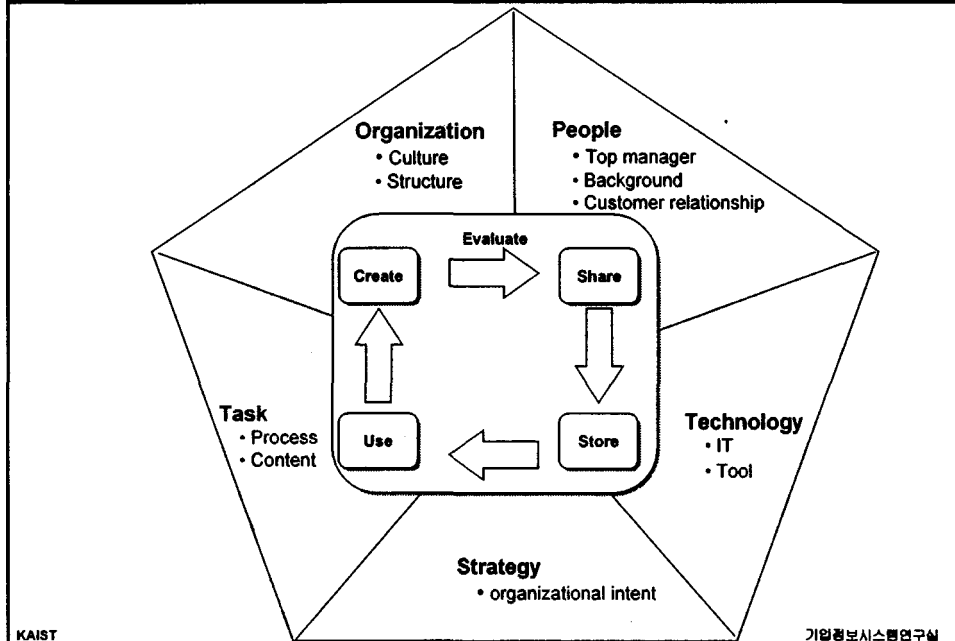 Organization
• Culture
• Structure
People
• Top manager
• Background
• Customer relationship
Evaluate
Create
Share
Task
• Process
• Content
Use
Store
Technology
• IT
• Tool
Strategy
• organizational intent
KAIST
기업정보시스템연구실